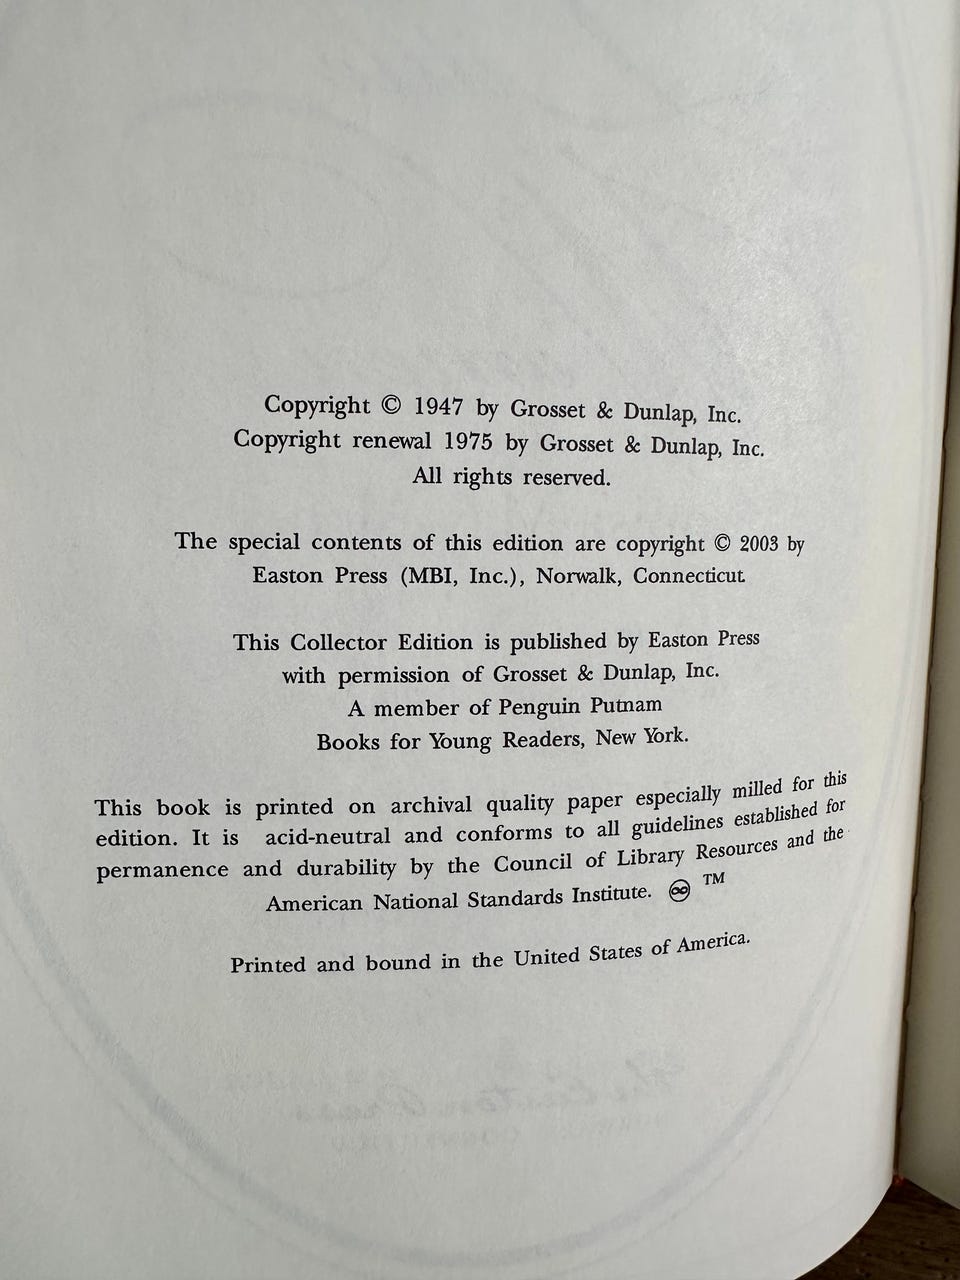 Copyright © 1947 by Grosset & Dunlap, Inc.
Copyright renewal 1975 by Grosset & Dunlap, Inc.
All rights reserved.
The special contents of this edition are copyright © 2003 by
Easton Press (MBI, Inc.), Norwalk, Connecticut
This Collector Edition is published by Easton Press
with permission of Grosset & Dunlap, Inc.
A member of Penguin Putnam
Books for Young Readers, New York.
This book is printed on archival quality paper especially milled for this
edition. It is acid-neutral and conforms to all guidelines established for
permanence and durability by the Council of Library Resources and the
American National Standards Institute. ♾ TM
Printed and bound in the United States of America.
The Easton Press